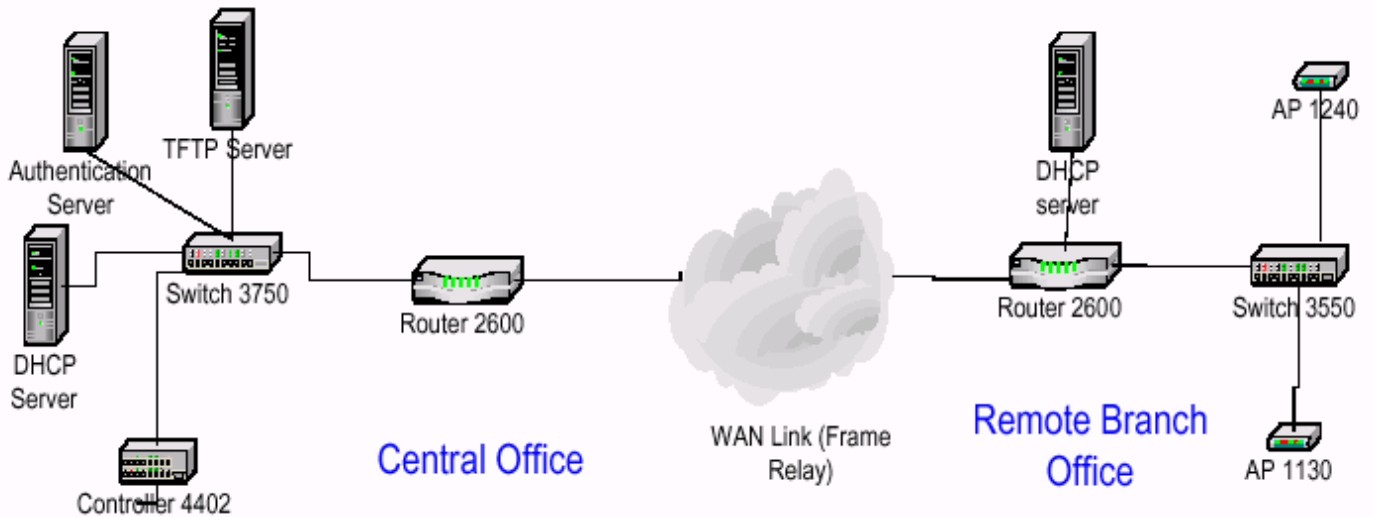 TFTP Server
Authentication
Server
DHCP
Server
Switch 3750
Controller 4402
Router 2600
Central Office
WAN Link (Frame
Relay)
DHCP
server
Router 2600
Remote Branch
Office
AP 1240
Switch 3550
AP 1130